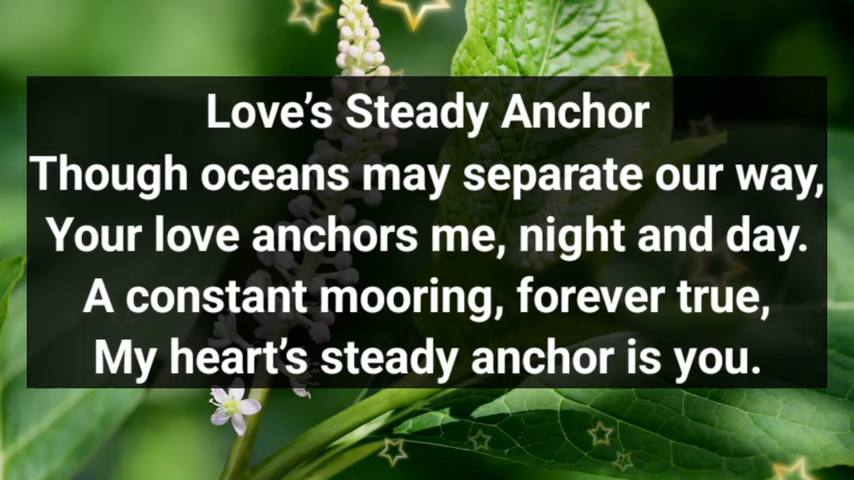 Love’s Steady Anchor
Though oceans may separate our way,
Your love anchors me, night and day.
A constant mooring, forever true,
My heart’s steady anchor is you.